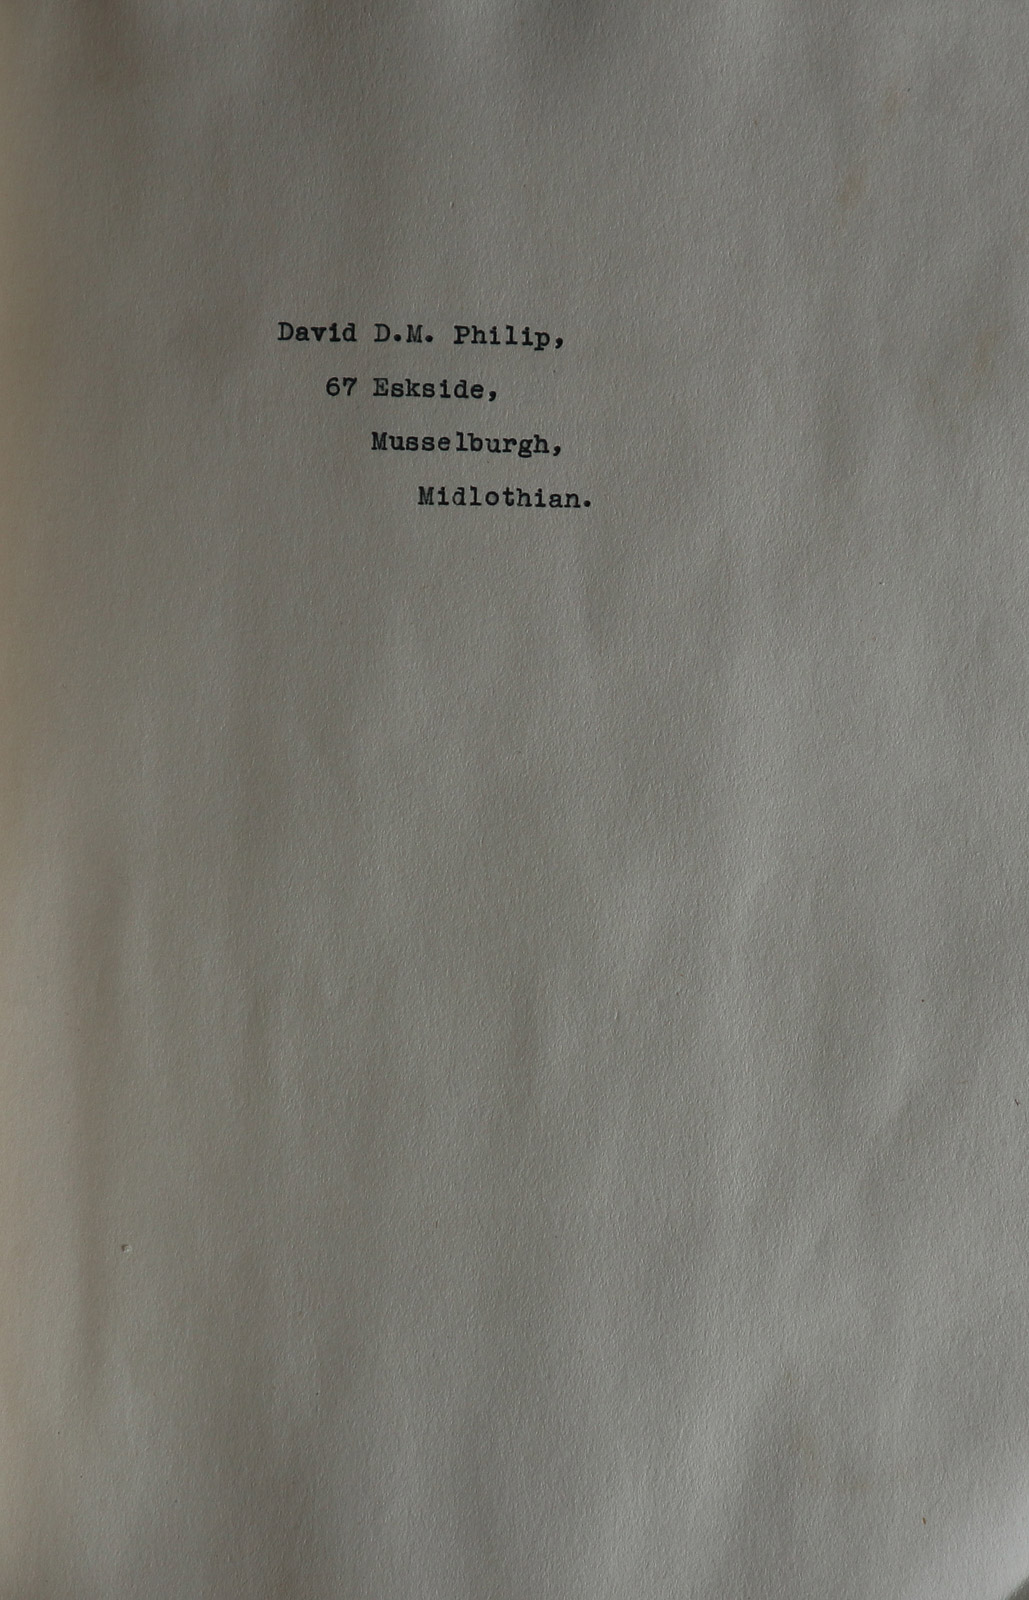 David D.M. Philip,
67 Eskside,
Musselburgh,
Midlothian.